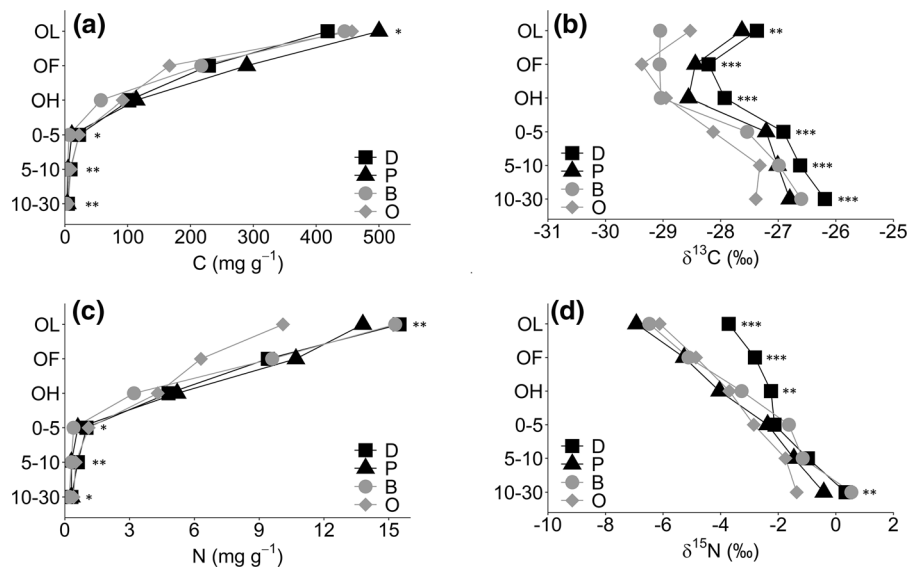 (a)
OL
*
OF
OH
0-5
*
5-10
**
10-30
**
D
P
B
O
0 100 200 300 400 500
C (mg g⁻¹)
(b)
OL
**
OF
***
OH
***
0-5
***
5-10
***
10-30
***
D
P
B
O
-31 -30 -29 -28 -27 -26 -25
δ¹³C (‰)
(c)
OL
**
OF
OH
0-5
*
5-10
**
10-30
*
D
P
B
O
0 3 6 9 12 15
N (mg g⁻¹)
(d)
OL
***
OF
***
OH
**
0-5
5-10
10-30
**
D
P
B
O
-10 -8 -6 -4 -2 0 2
δ¹⁵N (‰)